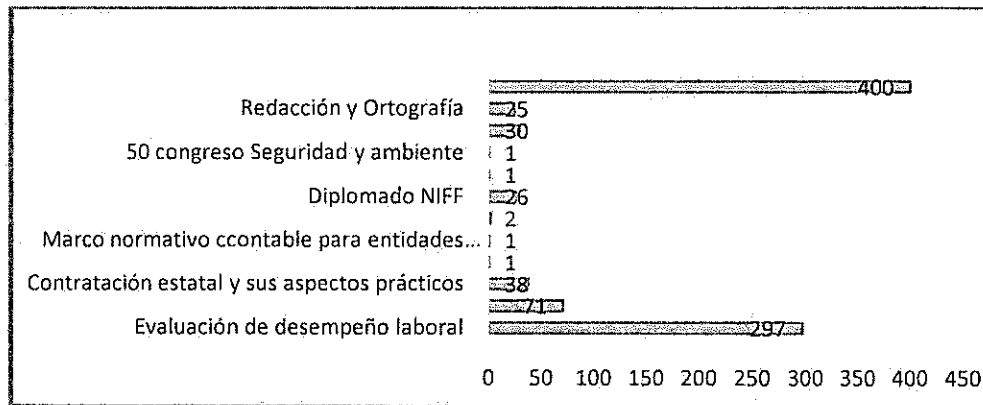 400
Redacción y Ortografía 25
30
50 congreso Seguridad y ambiente 1
1
Diplomado NIFF 26
2
Marco normativo ccontable para entidades... 1
1
Contratación estatal y sus aspectos prácticos 38
71
Evaluación de desempeño laboral 297
0 50 100 150 200 250 300 350 400 450